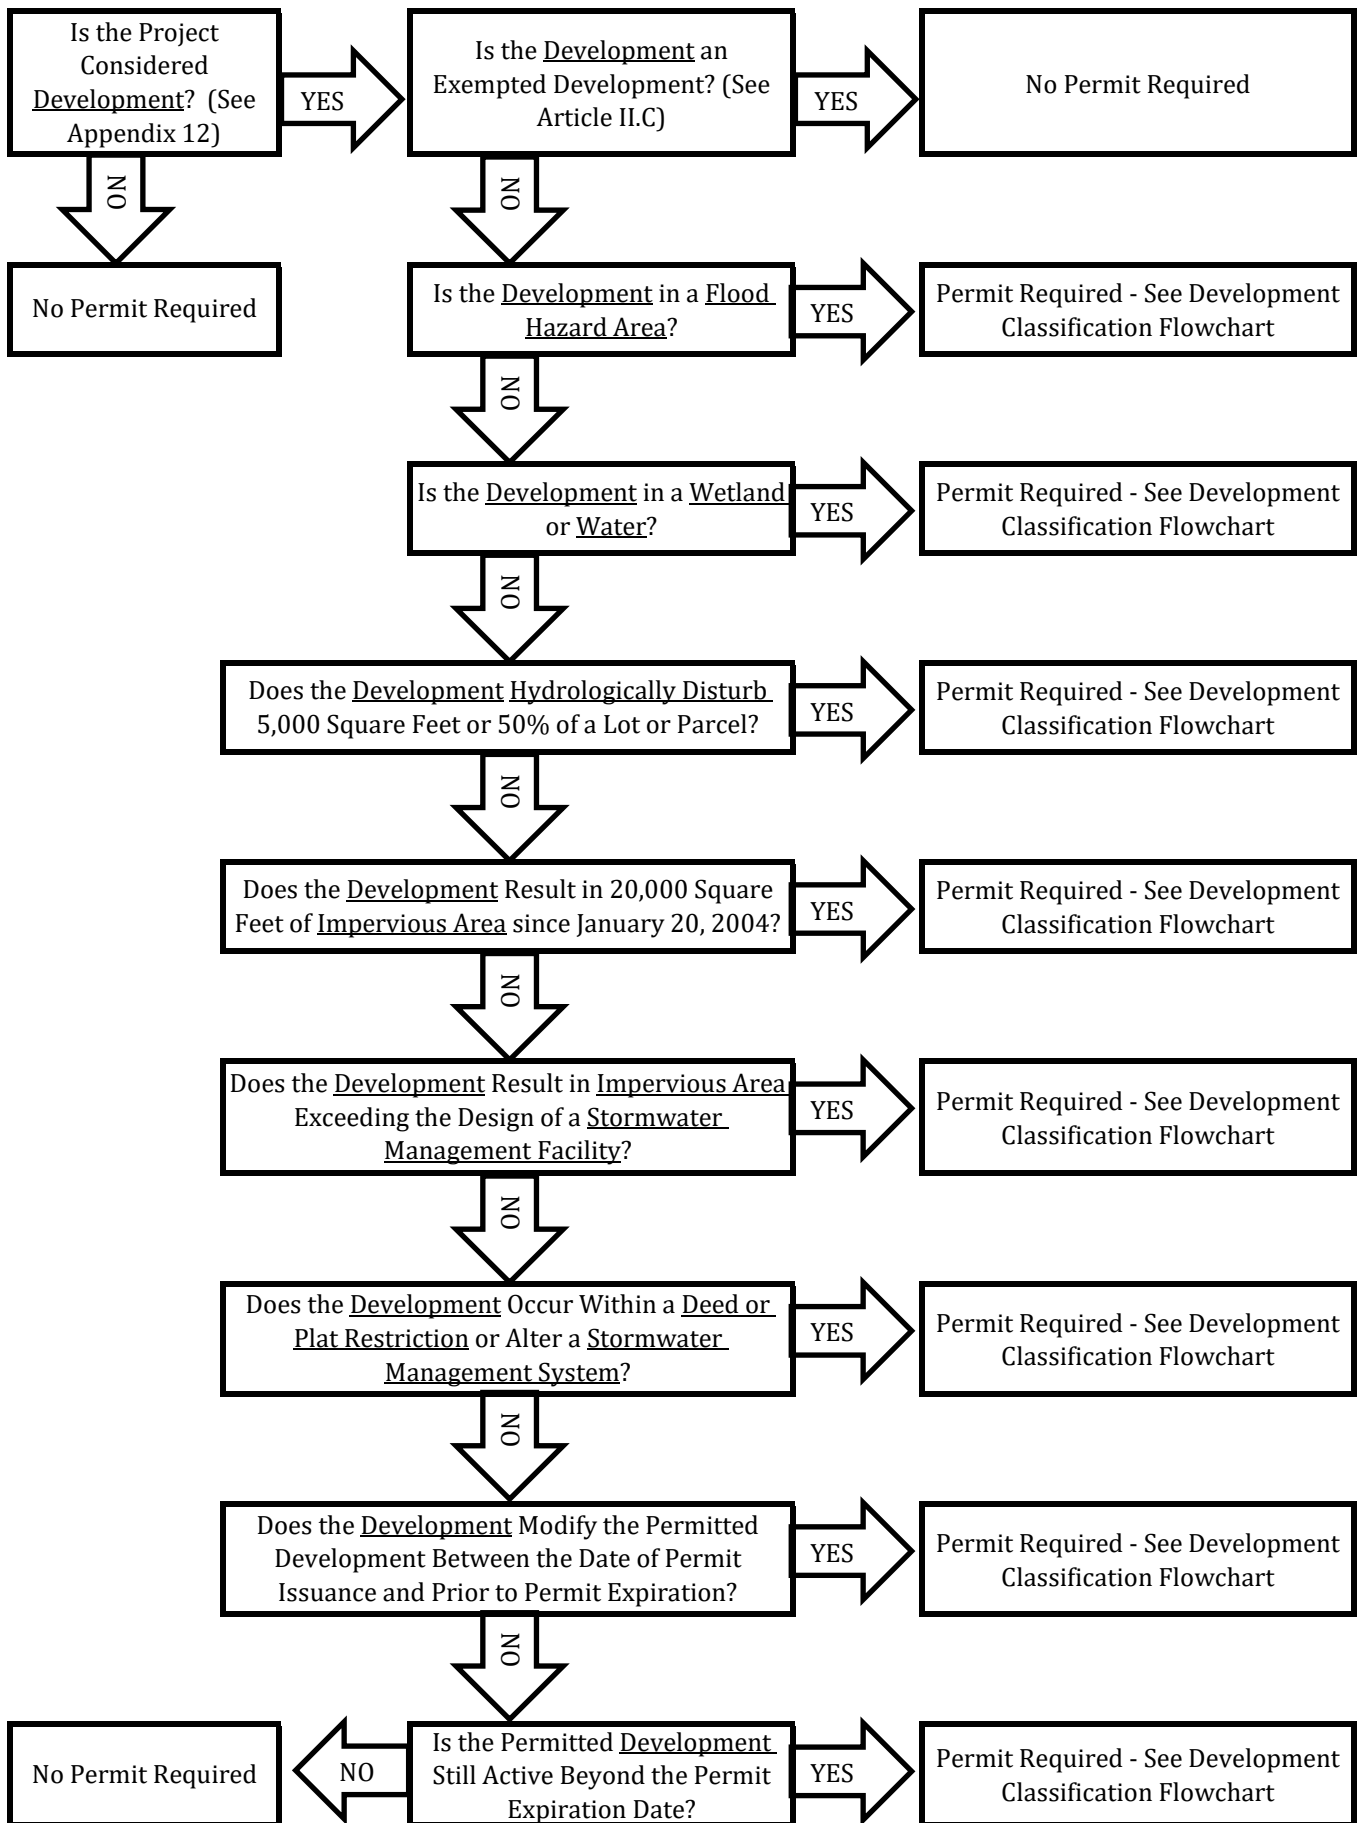 Is the Project
Considered
Development? (See
Appendix 12)
YES
Is the Development an
Exempted Development? (See
Article II.C)
YES
No Permit Required
NO
NO
No Permit Required
Is the Development in a Flood
Hazard Area?
YES
Permit Required - See Development
Classification Flowchart
NO
Is the Development in a Wetland
or Water?
YES
Permit Required - See Development
Classification Flowchart
NO
Does the Development Hydrologically Disturb
5,000 Square Feet or 50% of a Lot or Parcel?
YES
Permit Required - See Development
Classification Flowchart
NO
Does the Development Result in 20,000 Square
Feet of Impervious Area since January 20, 2004?
YES
Permit Required - See Development
Classification Flowchart
NO
Does the Development Result in Impervious Area
Exceeding the Design of a Stormwater
Management Facility?
YES
Permit Required - See Development
Classification Flowchart
NO
Does the Development Occur Within a Deed or
Plat Restriction or Alter a Stormwater
Management System?
YES
Permit Required - See Development
Classification Flowchart
NO
Does the Development Modify the Permitted
Development Between the Date of Permit
Issuance and Prior to Permit Expiration?
YES
Permit Required - See Development
Classification Flowchart
NO
No Permit Required
NO
Is the Permitted Development
Still Active Beyond the Permit
Expiration Date?
YES
Permit Required - See Development
Classification Flowchart